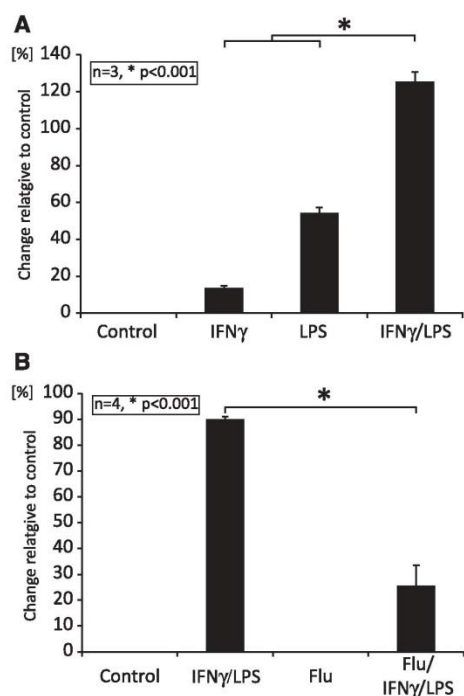 A
[%]
n=3, * p<0.001
*
140
120
100
80
60
40
20
0
Change relatgive to control
Control IFNγ LPS IFNγ/LPS
B
[%]
n=4, * p<0.001
*
100
90
80
70
60
50
40
30
20
10
0
Change relatgive to control
Control IFNγ/LPS Flu Flu/
IFNγ/LPS